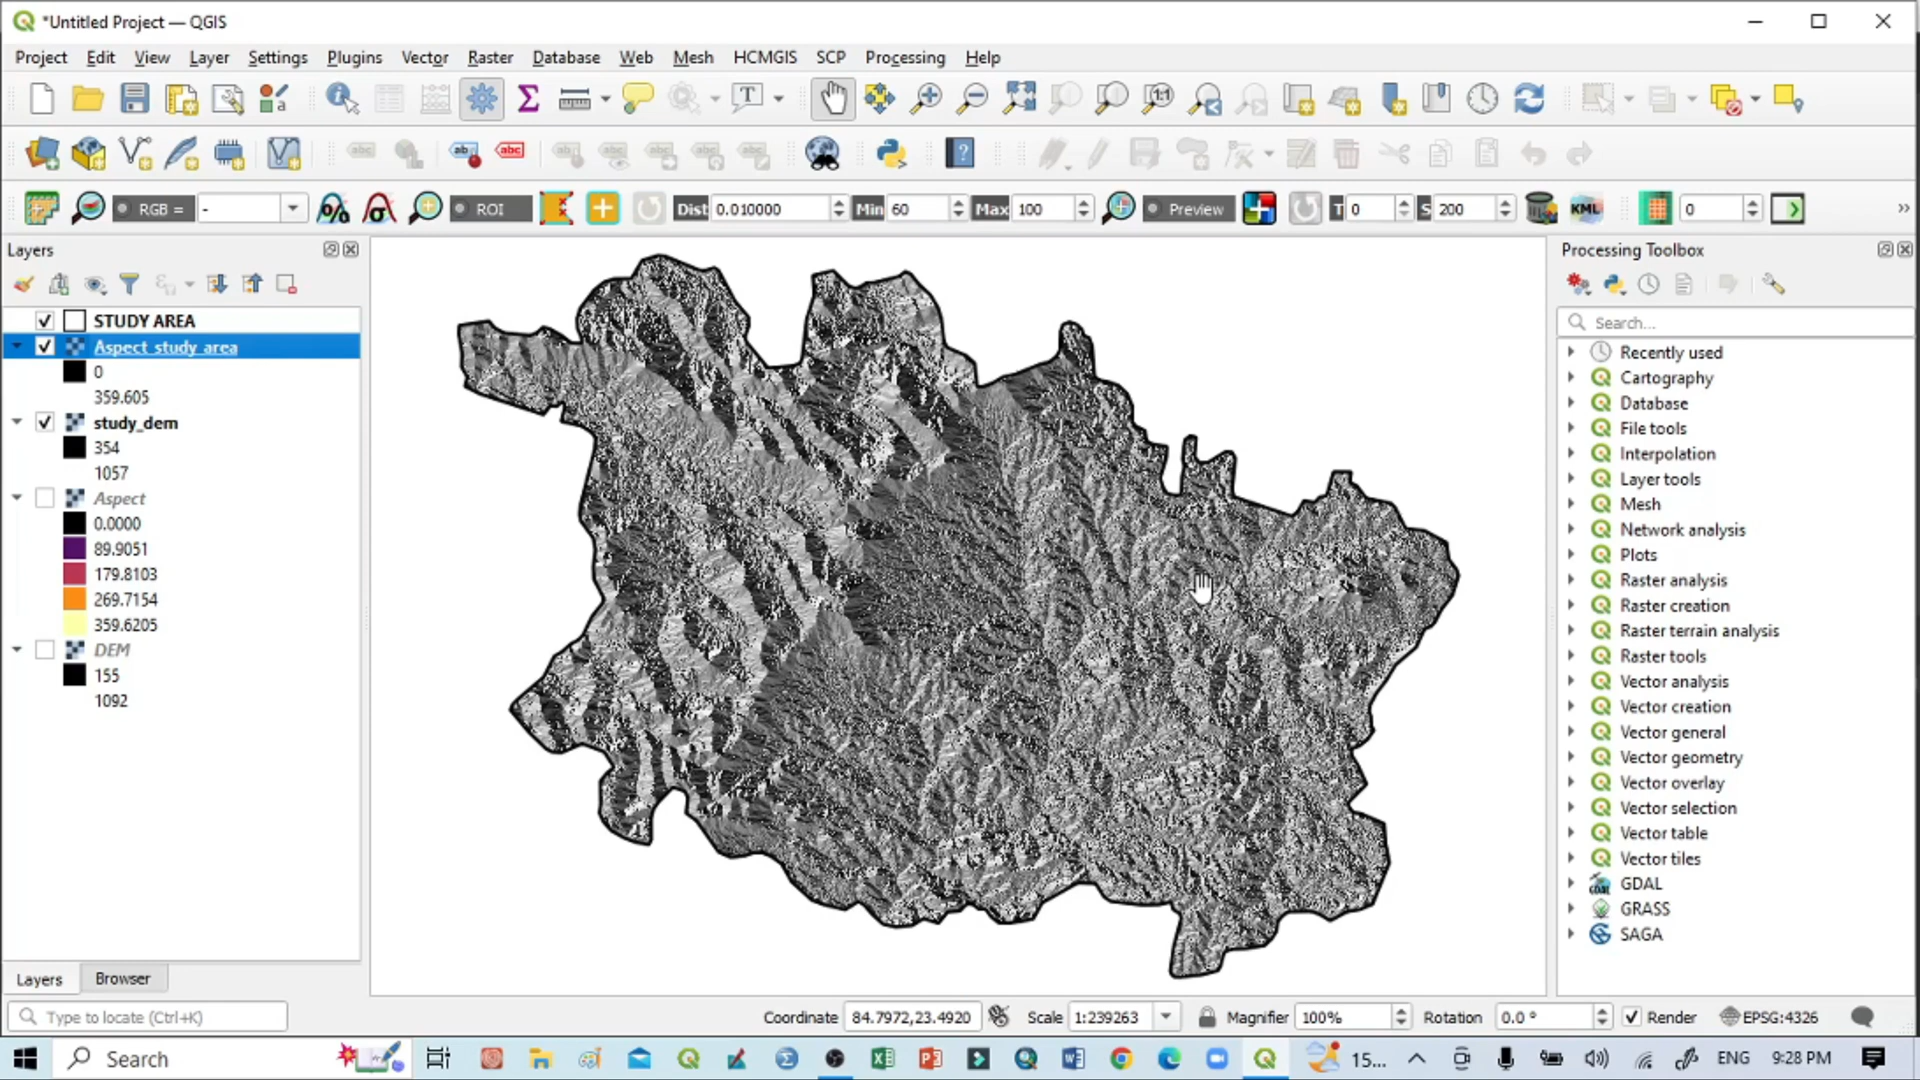 *Untitled Project — QGIS
Project Edit View Layer Settings Plugins Vector Raster Database Web Mesh HCMGIS SCP Processing Help
RGB = - ROI Dist 0.010000 Min 60 Max 100 Preview T 0 S 200 KML 0 »
Layers
STUDY AREA
Aspect_study_area
0
359.605
study_dem
354
1057
Aspect
0.0000
89.9051
179.8103
269.7154
359.6205
DEM
155
1092
Processing Toolbox
Search...
Recently used
Cartography
Database
File tools
Interpolation
Layer tools
Mesh
Network analysis
Plots
Raster analysis
Raster creation
Raster terrain analysis
Raster tools
Vector analysis
Vector creation
Vector general
Vector geometry
Vector overlay
Vector selection
Vector table
Vector tiles
GDAL
GRASS
SAGA
Layers Browser
Type to locate (Ctrl+K) Coordinate 84.7972,23.4920 Scale 1:239263 Magnifier 100% Rotation 0.0 ° Render EPSG:4326
Search 15... ENG 9:28 PM